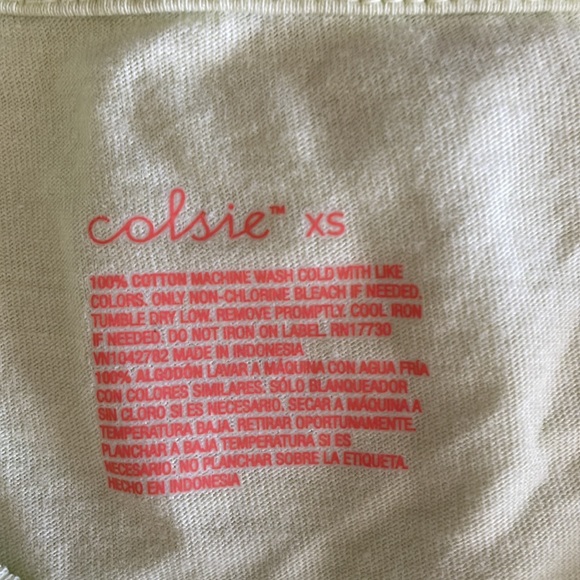 colsie™ XS
100% COTTON MACHINE WASH COLD WITH LIKE
COLORS. ONLY NON-CHLORINE BLEACH IF NEEDED.
TUMBLE DRY LOW. REMOVE PROMPTLY. COOL IRON
IF NEEDED. DO NOT IRON ON LABEL. RN17730
VN1042782 MADE IN INDONESIA
100% ALGODÓN LAVAR A MÁQUINA CON AGUA FRÍA
CON COLORES SIMILARES. SÓLO BLANQUEADOR
SIN CLORO SI ES NECESARIO. SECAR A MÁQUINA A
TEMPERATURA BAJA. RETIRAR OPORTUNAMENTE.
PLANCHAR A BAJA TEMPERATURA SI ES
NECESARIO. NO PLANCHAR SOBRE LA ETIQUETA.
HECHO EN INDONESIA